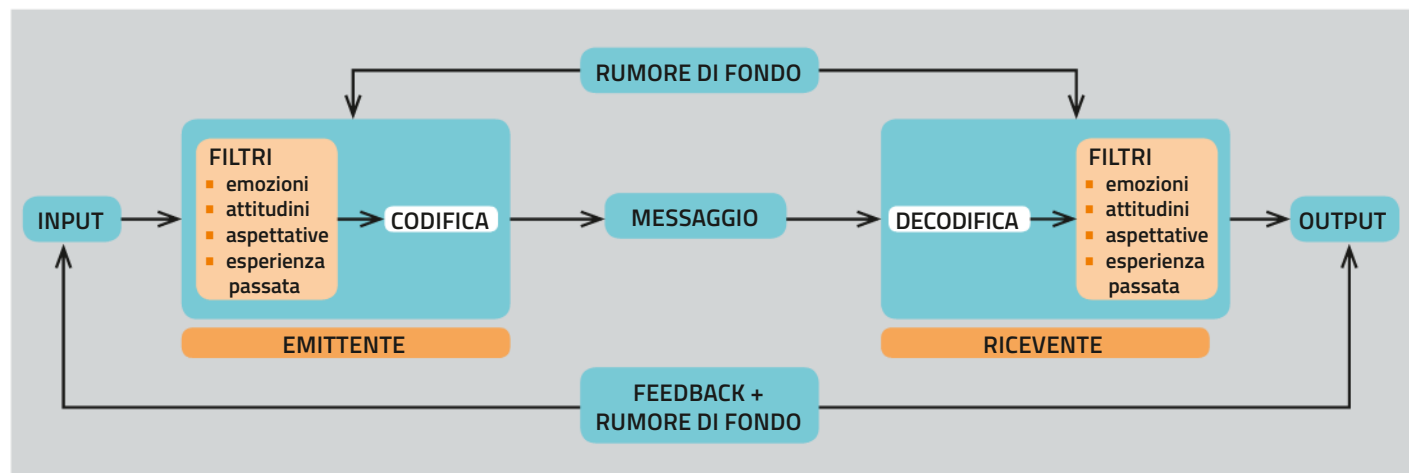 RUMORE DI FONDO
INPUT
FILTRI
emozioni
attitudini
aspettative
esperienza
passata
CODIFICA
EMITTENTE
MESSAGGIO
DECODIFICA
FILTRI
emozioni
attitudini
aspettative
esperienza
passata
RICEVENTE
OUTPUT
FEEDBACK +
RUMORE DI FONDO